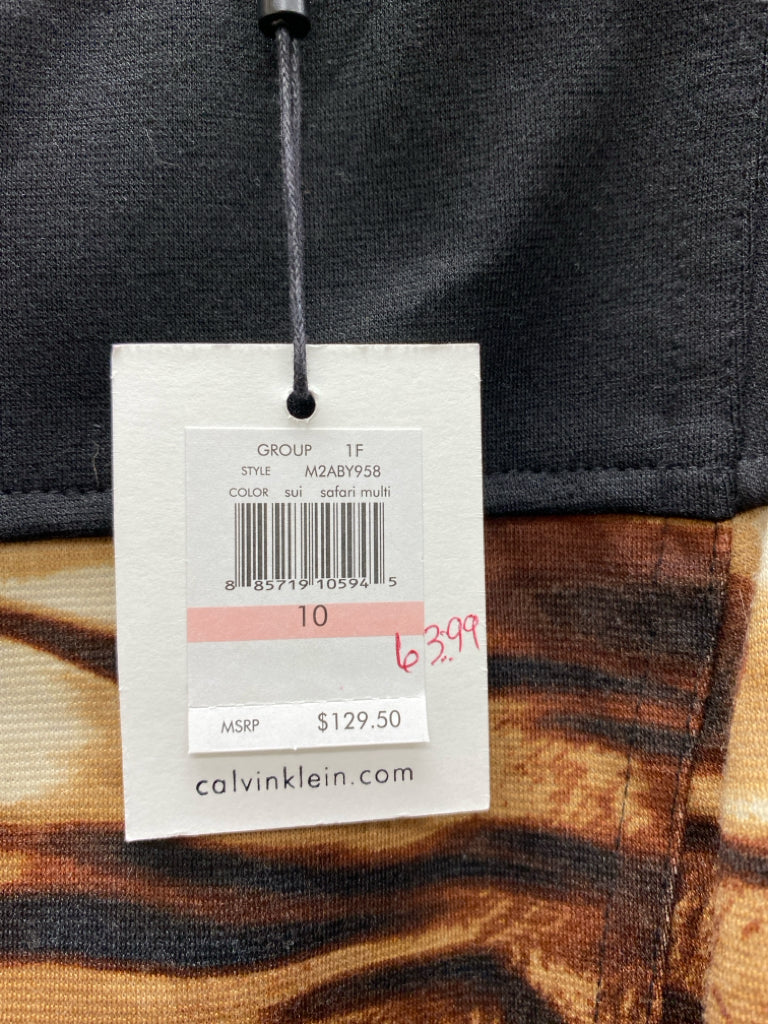 GROUP 1F
STYLE M2ABY958
COLOR sui safari multi
8 85719 10594 5
10
63.99
MSRP $129.50
calvinklein.com